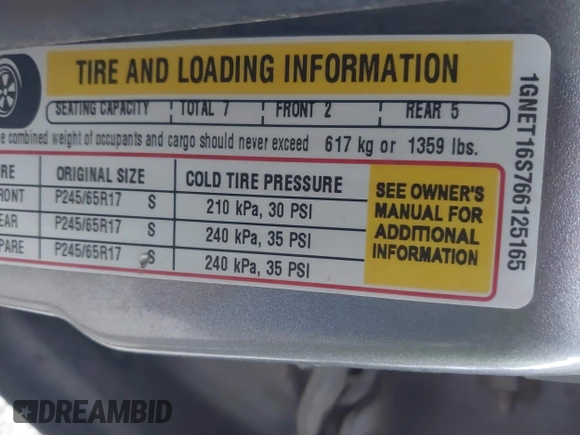 TIRE AND LOADING INFORMATION
SEATING CAPACITY TOTAL 7 FRONT 2 REAR 5
combined weight of occupants and cargo should never exceed 617 kg or 1359 lbs.
ORIGINAL SIZE COLD TIRE PRESSURE
P245/65R17 S 210 kPa, 30 PSI
P245/65R17 S 240 kPa, 35 PSI
P245/65R17 S 240 kPa, 35 PSI
SEE OWNER'S
MANUAL FOR
ADDITIONAL
INFORMATION
1GNET16S766125165
DREAMBID